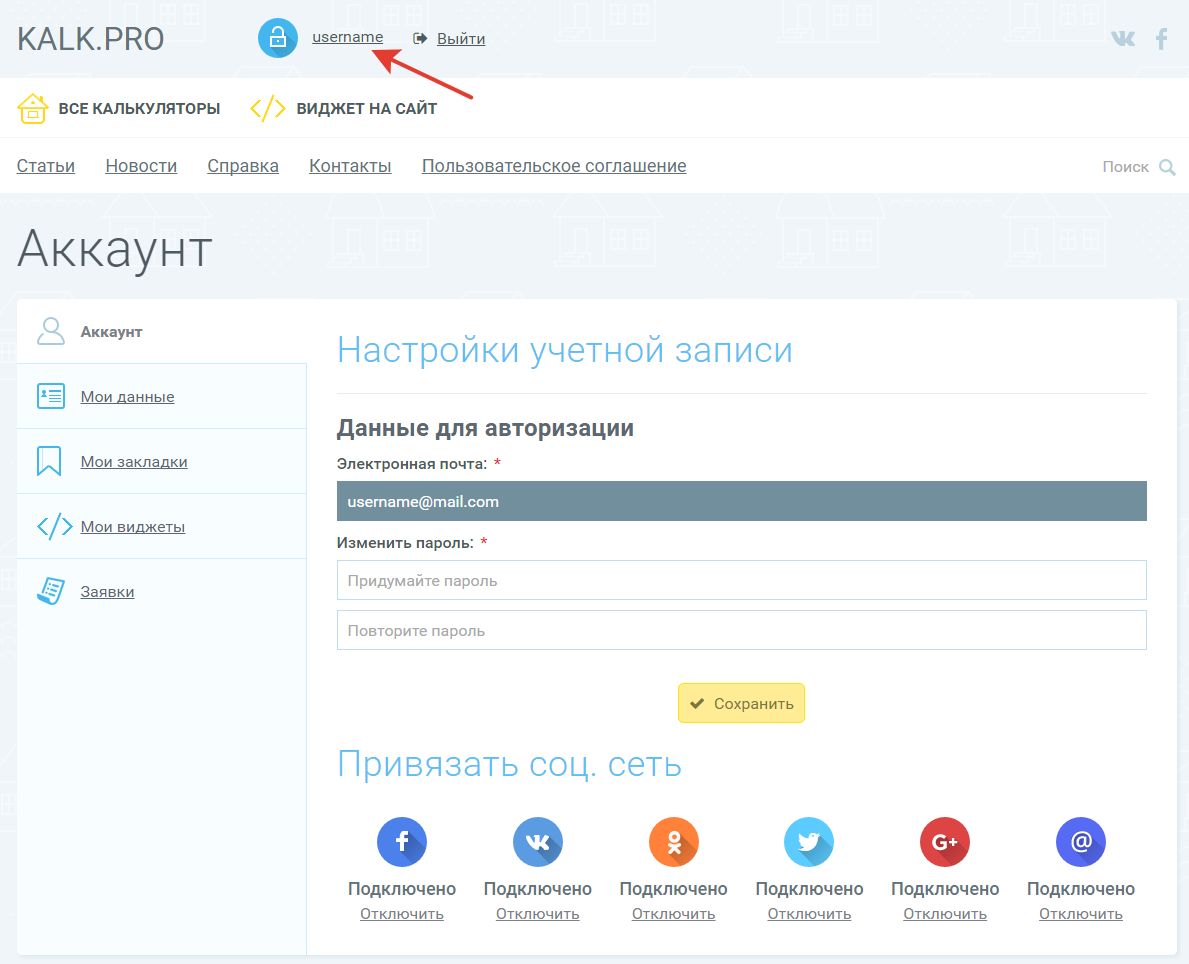 KALK.PRO
username Выйти
ВСЕ КАЛЬКУЛЯТОРЫ ВИДЖЕТ НА САЙТ
Статьи Новости Справка Контакты Пользовательское соглашение Поиск
Аккаунт
Аккаунт
Мои данные
Мои закладки
Мои виджеты
Заявки
Настройки учетной записи
Данные для авторизации
Электронная почта: *
username@mail.com
Изменить пароль: *
Придумайте пароль
Повторите пароль
Сохранить
Привязать соц. сеть
G+ @
Подключено Подключено Подключено Подключено Подключено Подключено
Отключить Отключить Отключить Отключить Отключить Отключить